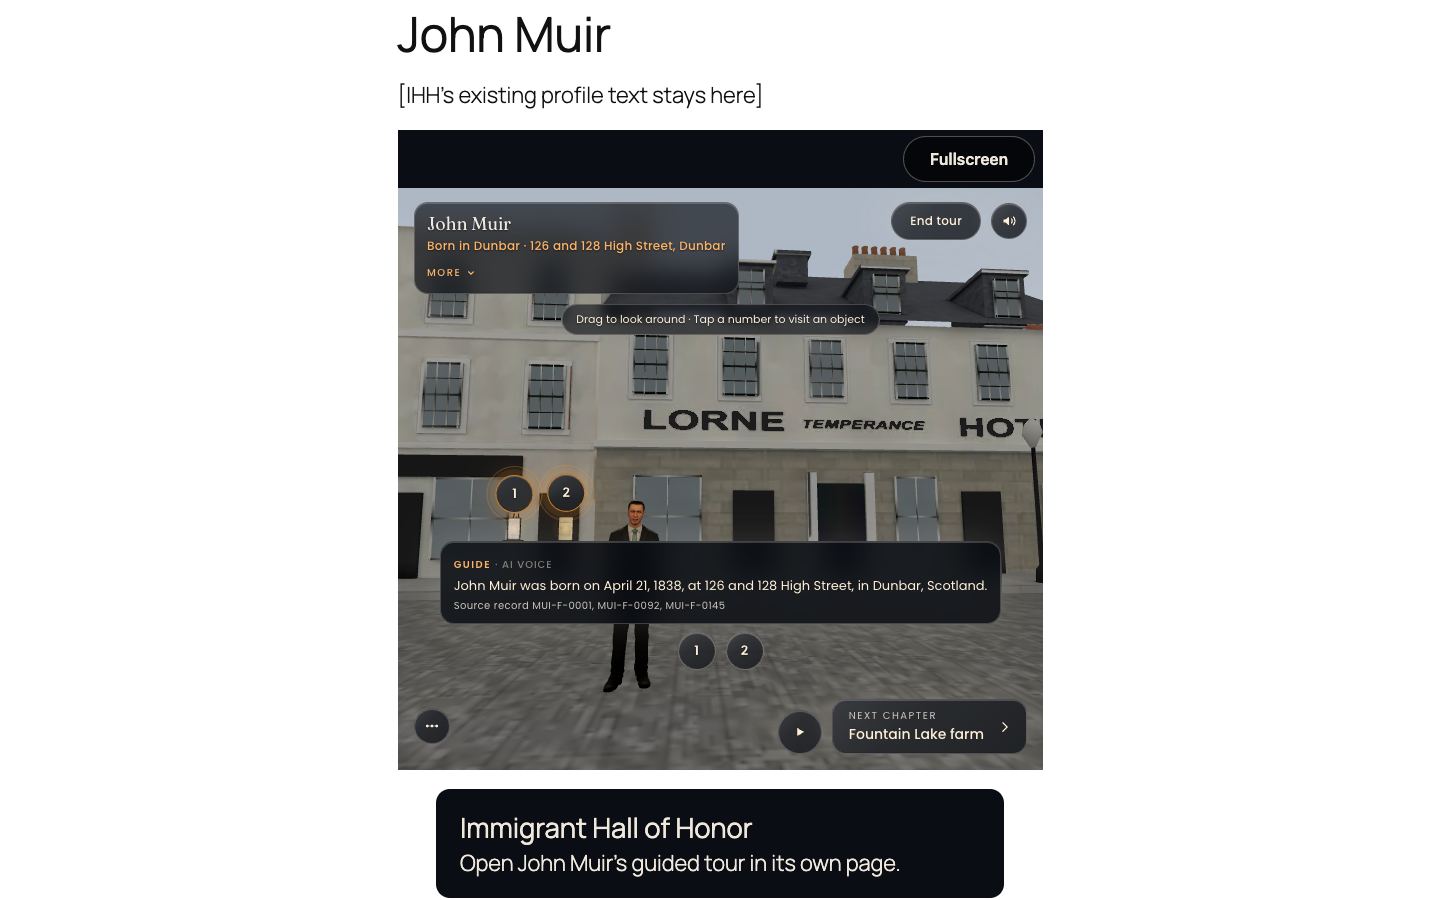 John Muir
[IHH's existing profile text stays here]
Fullscreen
John Muir
Born in Dunbar · 126 and 128 High Street, Dunbar
MORE
End tour
Drag to look around · Tap a number to visit an object
LORNE TEMPERANCE HOT
1 2
GUIDE · AI VOICE
John Muir was born on April 21, 1838, at 126 and 128 High Street, in Dunbar, Scotland.
Source record MUI-F-0001, MUI-F-0092, MUI-F-0145
1 2
NEXT CHAPTER
Fountain Lake farm
Immigrant Hall of Honor
Open John Muir's guided tour in its own page.